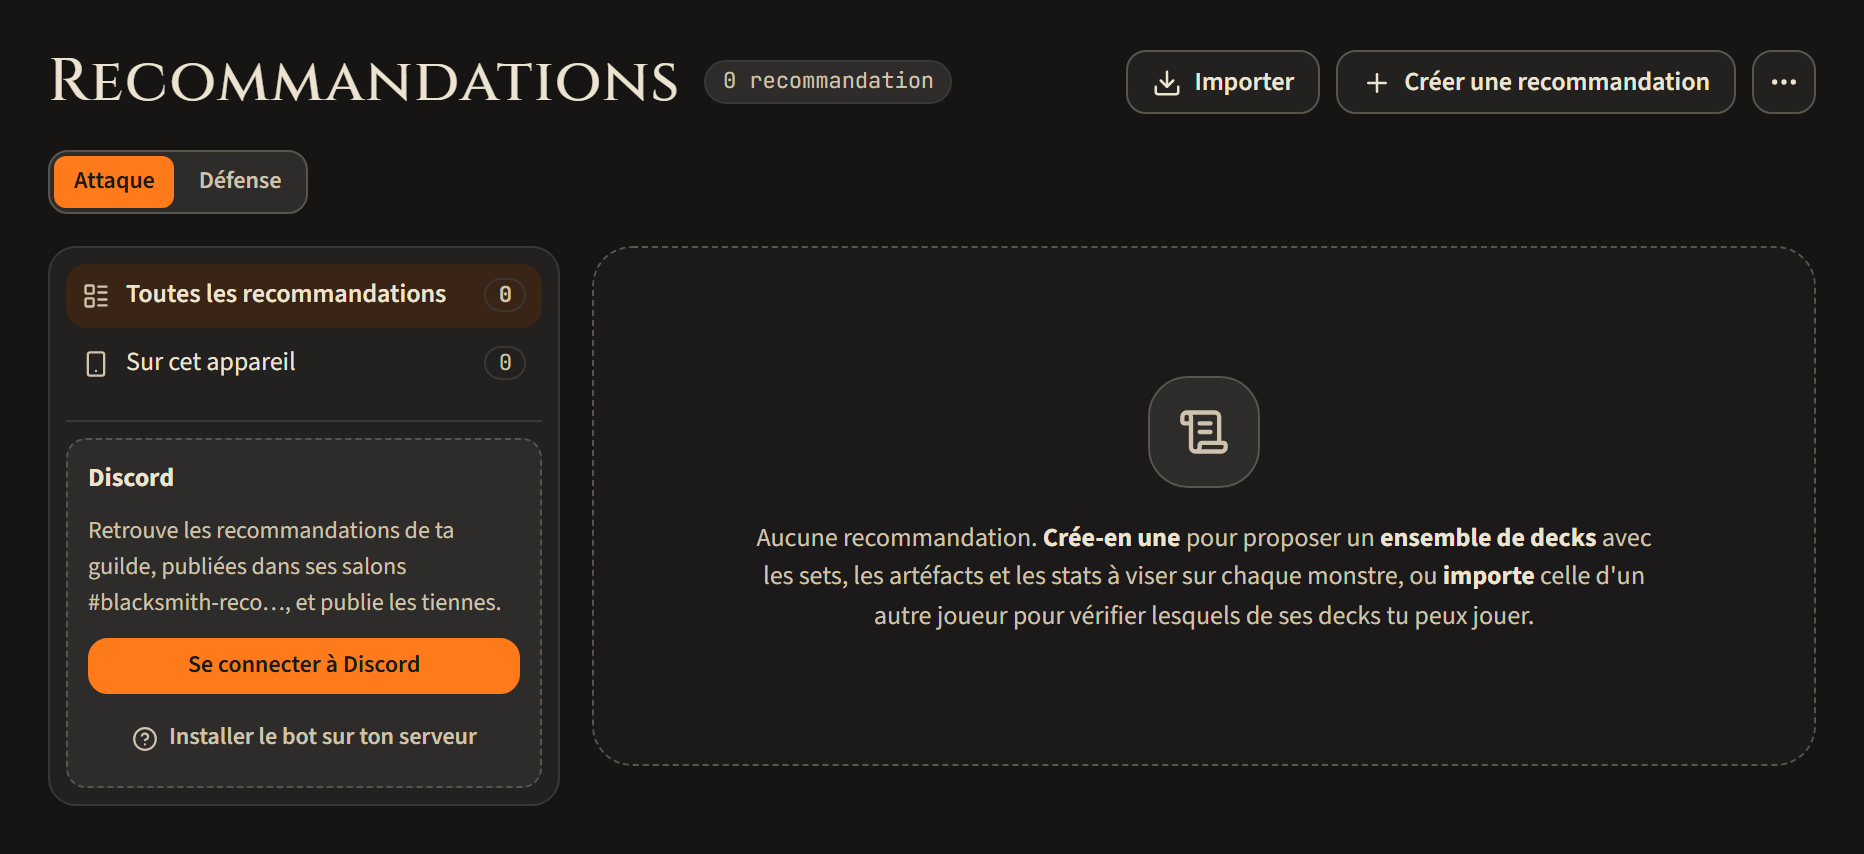 Recommandations
0 recommandation
Importer
Créer une recommandation
Attaque
Défense
Toutes les recommandations
0
Sur cet appareil
0
Discord
Retrouve les recommandations de ta
guilde, publiées dans ses salons
#blacksmith-reco…, et publie les tiennes.
Se connecter à Discord
Installer le bot sur ton serveur
Aucune recommandation. Crée-en une pour proposer un ensemble de decks avec
les sets, les artéfacts et les stats à viser sur chaque monstre, ou importe celle d'un
autre joueur pour vérifier lesquels de ses decks tu peux jouer.